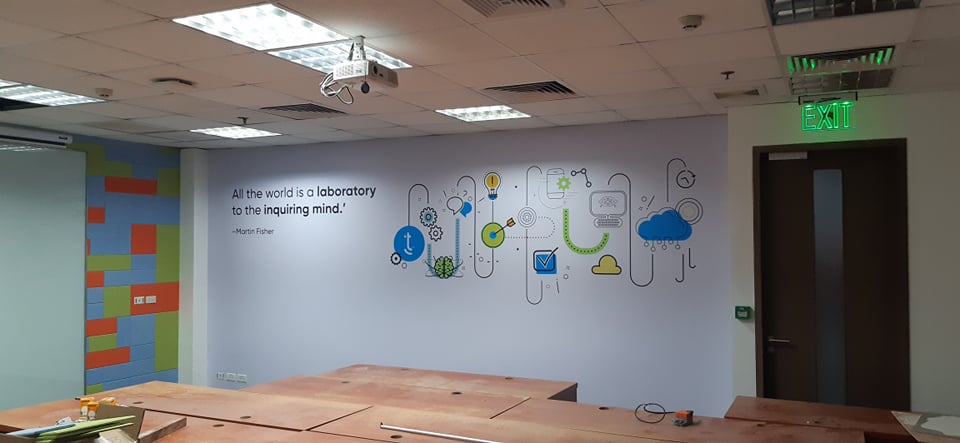 All the world is a laboratory
to the inquiring mind.’
–Martin Fisher
t
EXIT